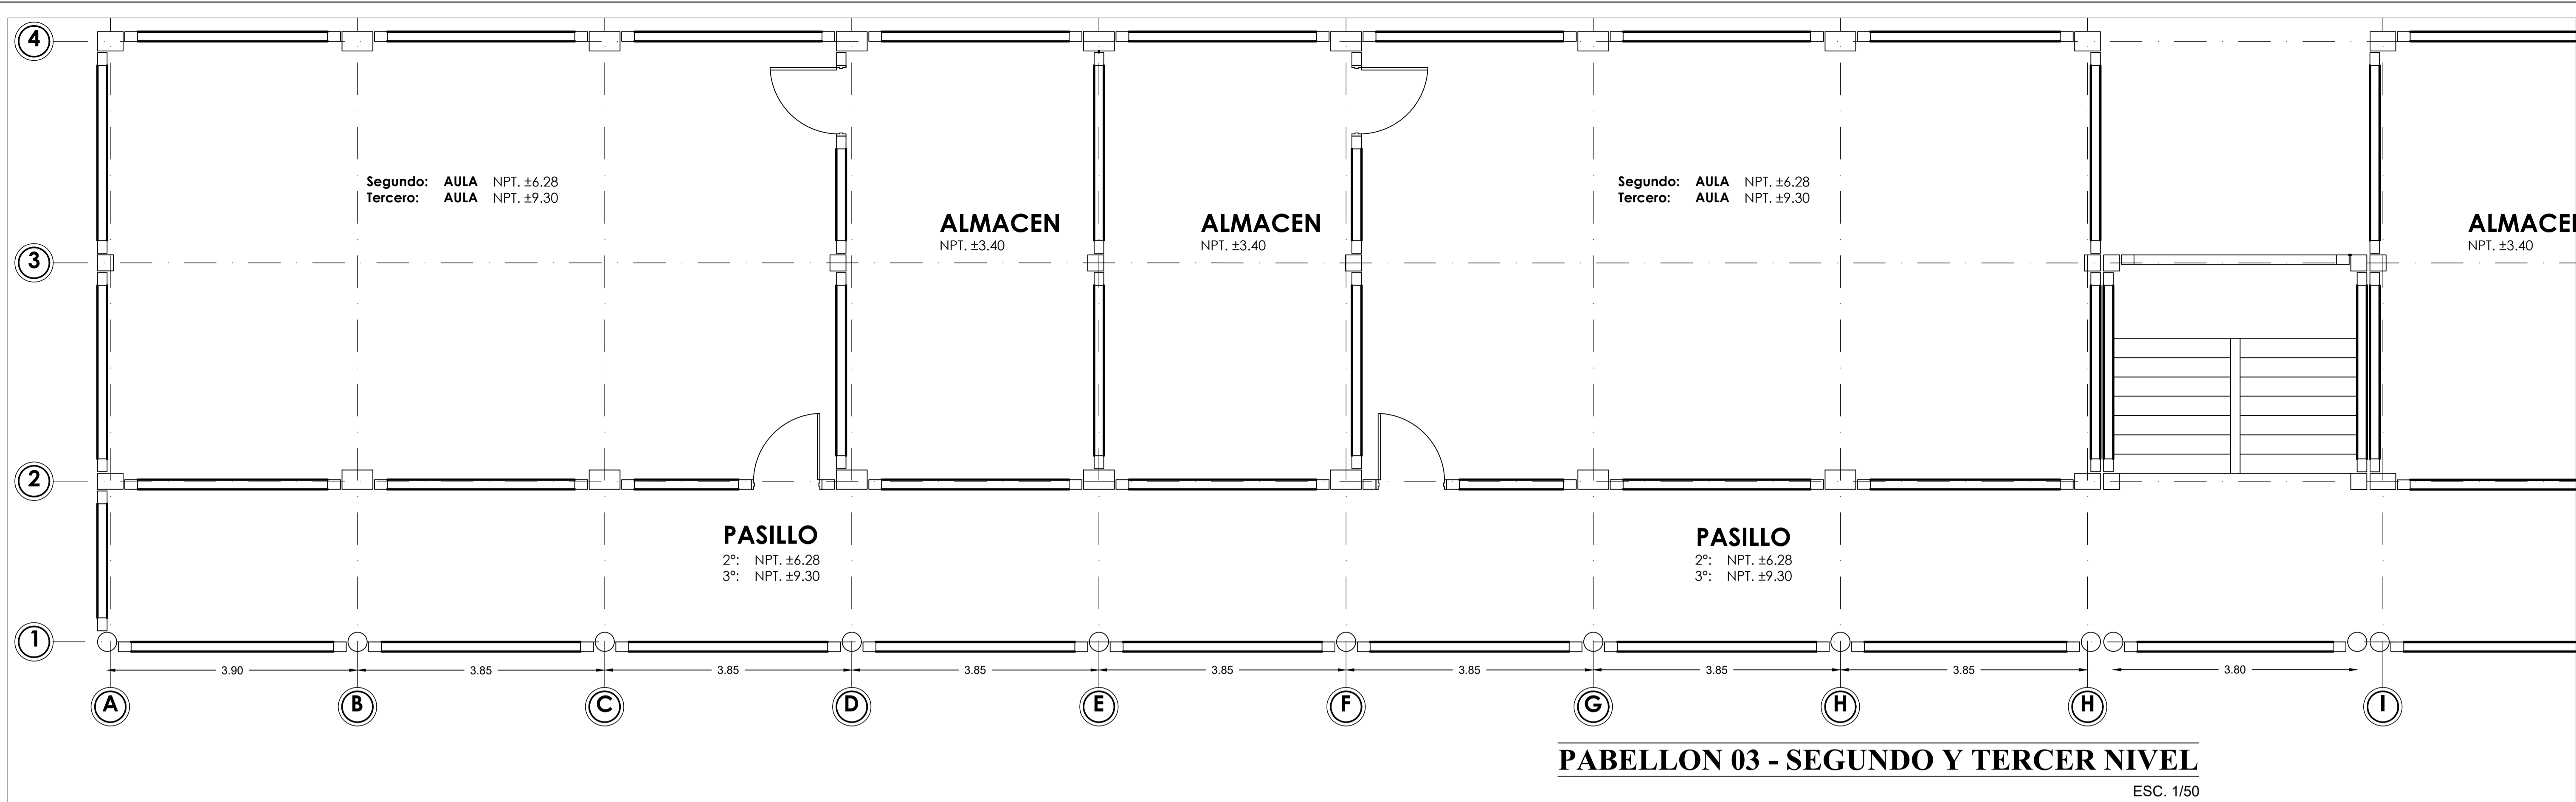 4
Segundo: AULA NPT. ±6.28
Tercero: AULA NPT. ±9.30
Segundo: AULA NPT. ±6.28
Tercero: AULA NPT. ±9.30
ALMACEN
NPT. ±3.40
ALMACEN
NPT. ±3.40
ALMACE
NPT. ±3.40
3
2
PASILLO
2°: NPT. ±6.28
3°: NPT. ±9.30
PASILLO
2°: NPT. ±6.28
3°: NPT. ±9.30
1
3.90 3.85 3.85 3.85 3.85 3.85 3.85 3.85 3.80
A B C D E F G H H I
PABELLON 03 - SEGUNDO Y TERCER NIVEL
ESC. 1/50